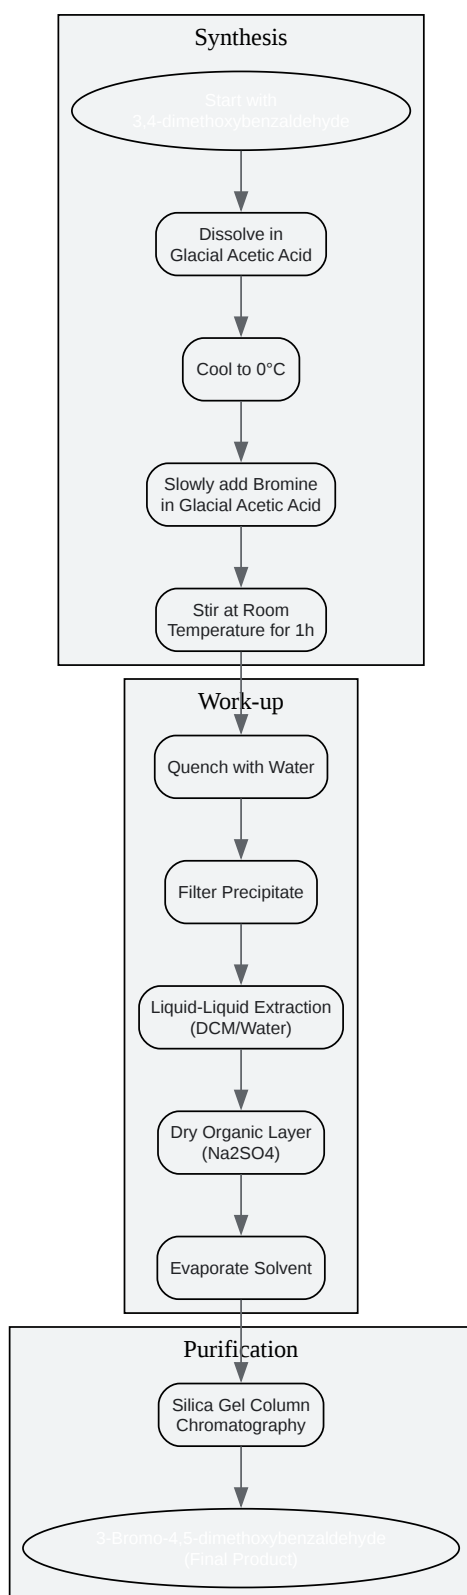 Synthesis
Start with
3,4-dimethoxybenzaldehyde
Dissolve in
Glacial Acetic Acid
Cool to 0°C
Slowly add Bromine
in Glacial Acetic Acid
Stir at Room
Temperature for 1h
Work-up
Quench with Water
Filter Precipitate
Liquid-Liquid Extraction
(DCM/Water)
Dry Organic Layer
(Na2SO4)
Evaporate Solvent
Purification
Silica Gel Column
Chromatography
3-Bromo-4,5-dimethoxybenzaldehyde
(Final Product)